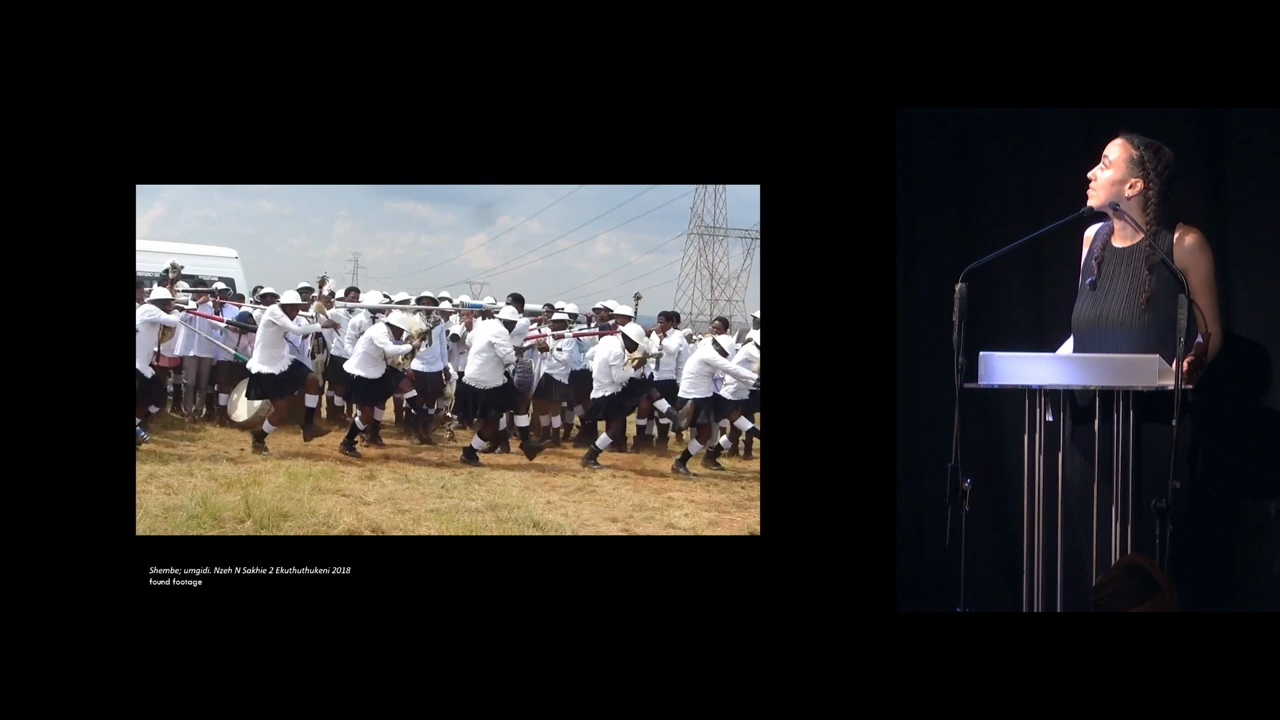 Shembe; umgidi. Nzeh N Sakhie 2 Ekuthuthukeni 2018
found footage